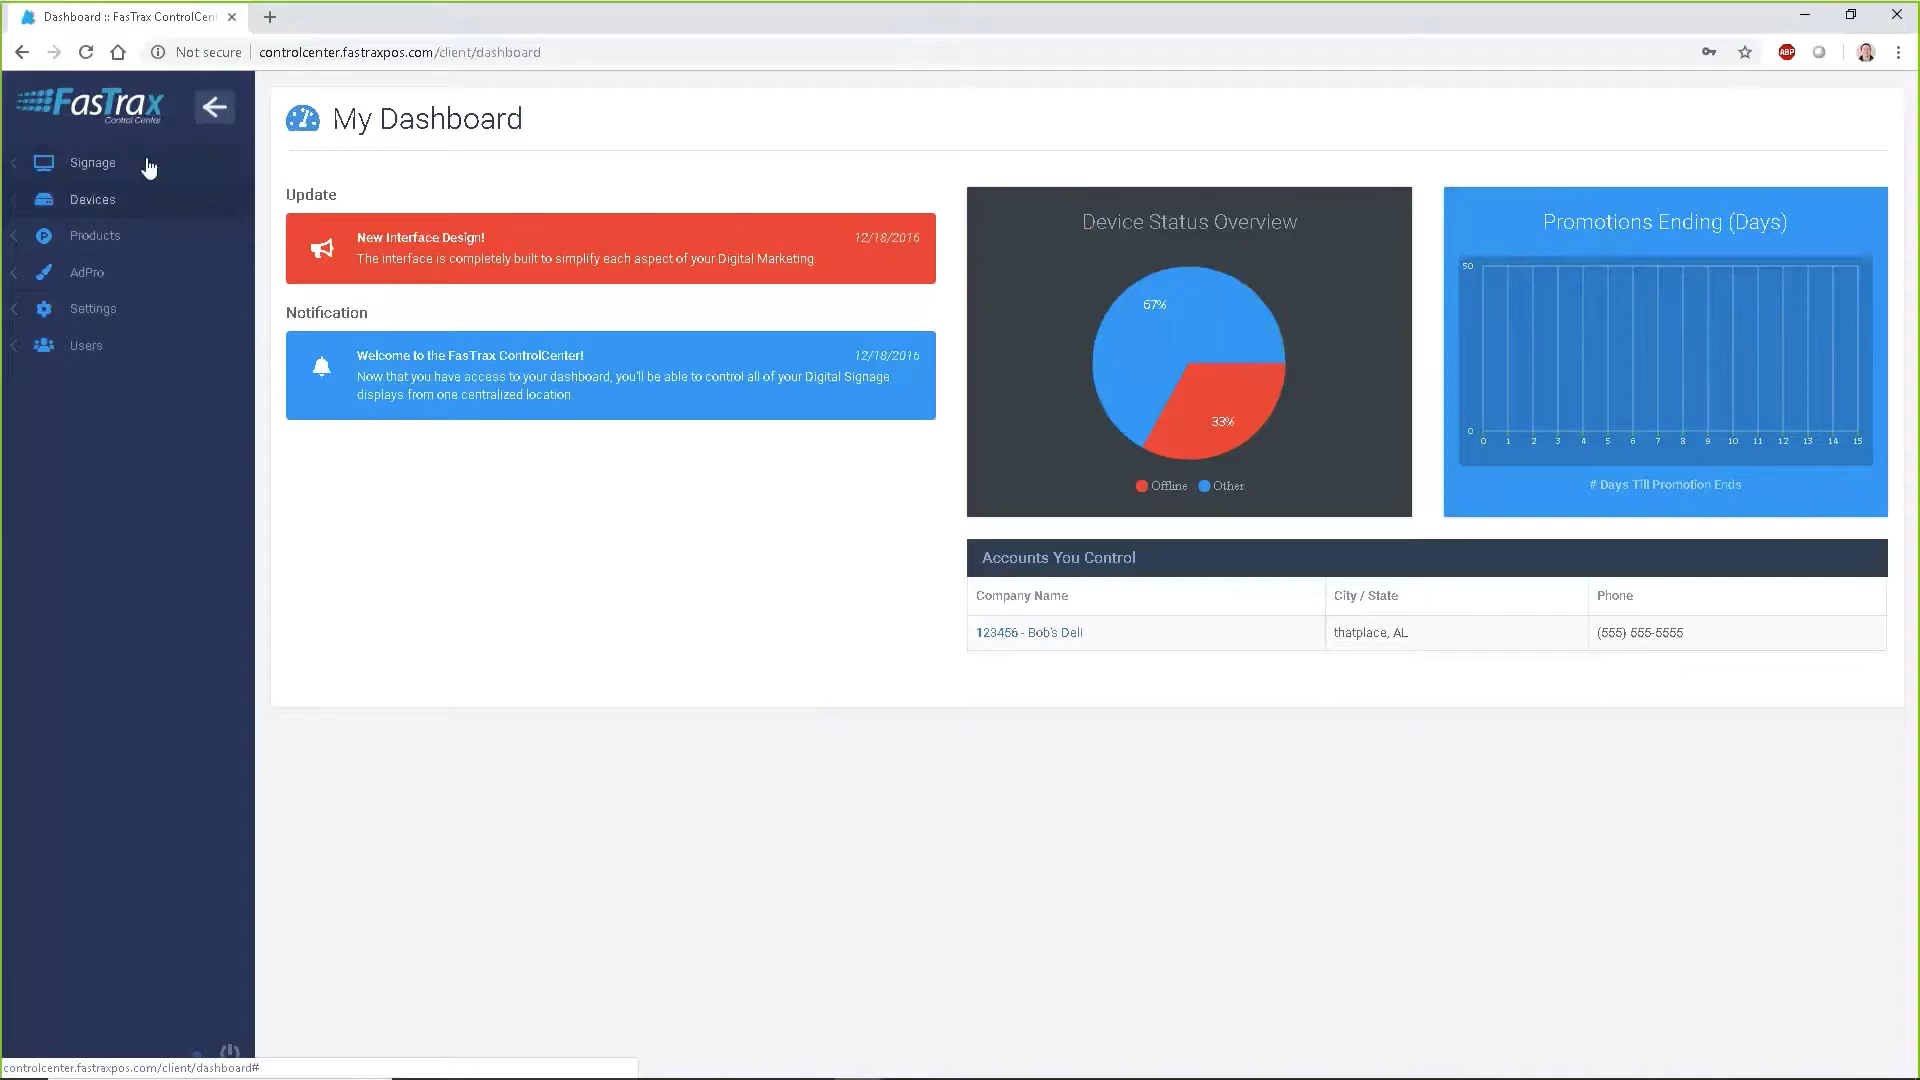 Dashboard :: FasTrax ControlCen
Not secure
controlcenter.fastraxpos.com/client/dashboard
ABP
FasTrax
Control Center
Signage
Devices
Products
AdPro
Settings
Users
My Dashboard
Update
New Interface Design!
12/18/2016
The interface is completely built to simplify each aspect of your Digital Marketing.
Notification
Welcome to the FasTrax ControlCenter!
12/18/2016
Now that you have access to your dashboard, you'll be able to control all of your Digital Signage
displays from one centralized location.
Device Status Overview
67%
33%
Offline
Other
Promotions Ending (Days)
50
0
0 1 2 3 4 5 6 7 8 9 10 11 12 13 14 15
# Days Till Promotion Ends
Accounts You Control
Company Name
City / State
Phone
123456 - Bob's Deli
thatplace, AL
(555) 555-5555
controlcenter.fastraxpos.com/client/dashboard#